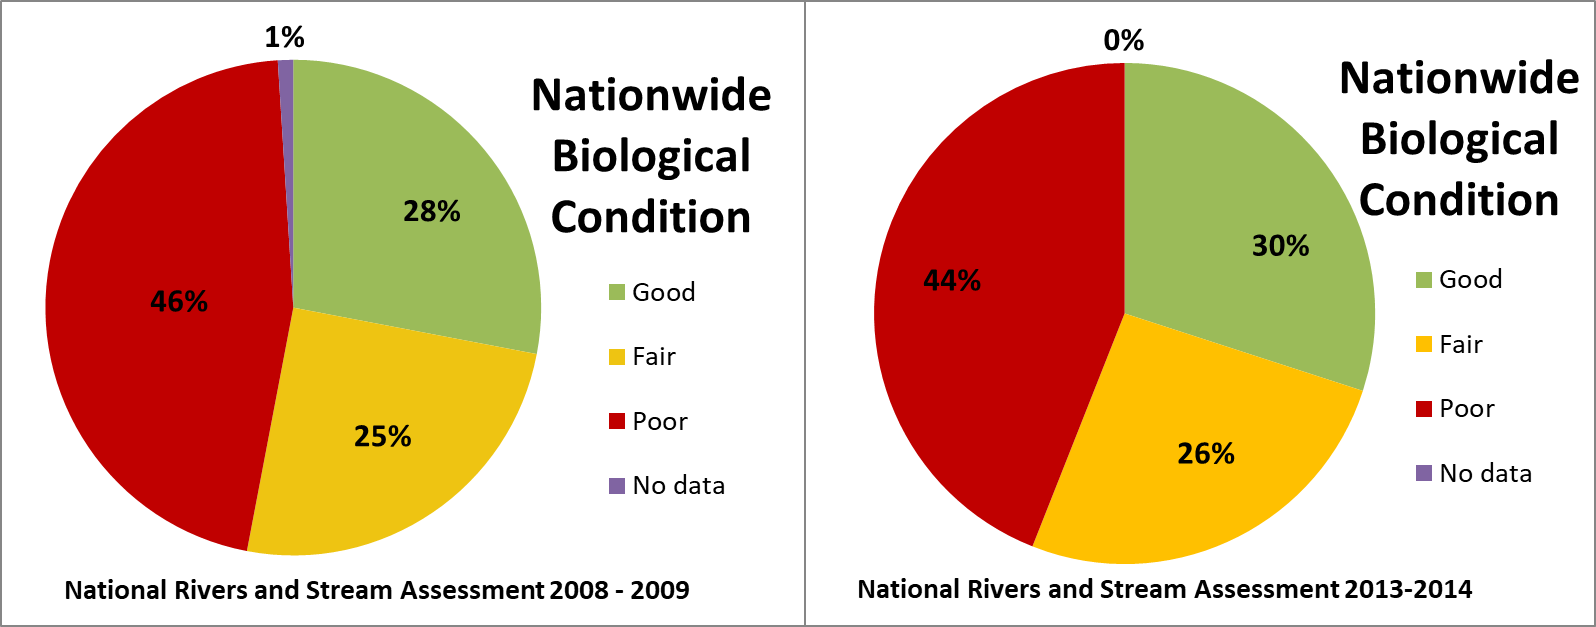 1%
Nationwide
Biological
Condition
28%
46%
25%
Good
Fair
Poor
No data
National Rivers and Stream Assessment 2008 - 2009
0%
Nationwide
Biological
Condition
30%
44%
26%
Good
Fair
Poor
No data
National Rivers and Stream Assessment 2013-2014